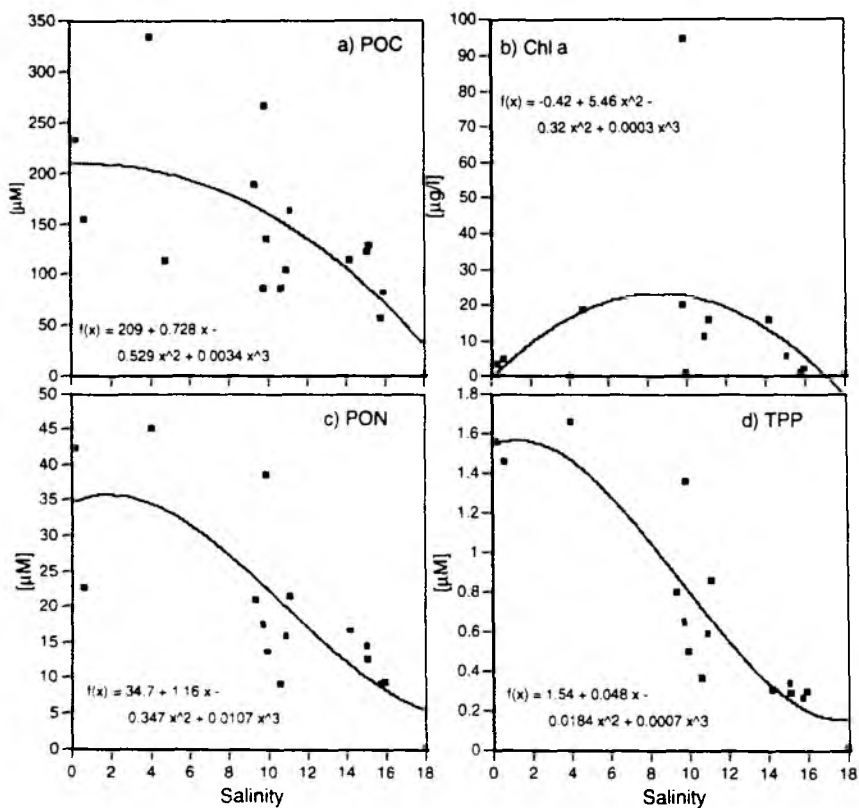 350
300
250
200
150
100
50
0
[µM]
a) POC
f(x) = 209 + 0.728 x -
0.529 x^2 + 0.0034 x^3
100
90
80
70
60
50
40
30
20
10
0
[µg/l]
b) Chl a
f(x) = -0.42 + 5.46 x^2 -
0.32 x^2 + 0.0003 x^3
50
45
40
35
30
25
20
15
10
5
0
[µM]
c) PON
f(x) = 34.7 + 1.16 x -
0.347 x^2 + 0.0107 x^3
0 2 4 6 8 10 12 14 16 18
Salinity
1.8
1.6
1.4
1.2
1
0.8
0.6
0.4
0.2
0
[µM]
d) TPP
f(x) = 1.54 + 0.048 x -
0.0184 x^2 + 0.0007 x^3
0 2 4 6 8 10 12 14 16 18
Salinity